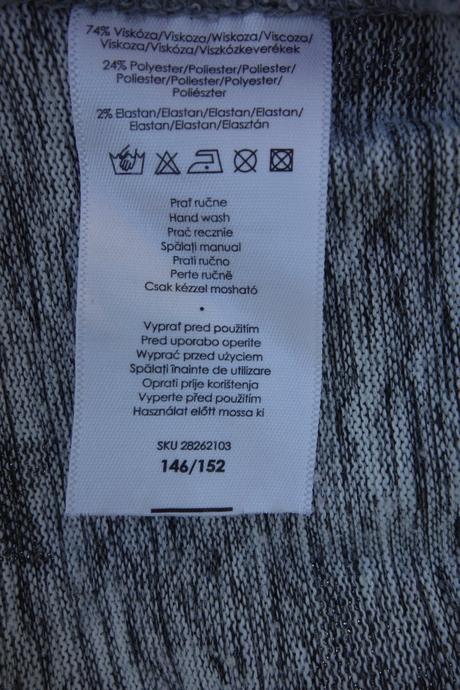 74% Viskóza/Viskoza/Wiskoza/Viscoza/
Viskoza/Viskóza/Viszkózkeverékek
24% Polyester/Poliester/Poliester/
Poliester/Poliester/Polyester/
Poliészter
2% Elastan/Elastan/Elastan/Elastan/
Elastan/Elastan/Elasztán
Prať ručne
Hand wash
Prać recznie
Spălați manual
Prati ručno
Perte ručně
Csak kézzel mosható
Vyprať pred použitím
Pred uporabo operite
Wyprać przed użyciem
Spălați înainte de utilizare
Oprati prije korištenja
Vyperte před použitím
Használat előtt mossa ki
SKU 28262103
146/152